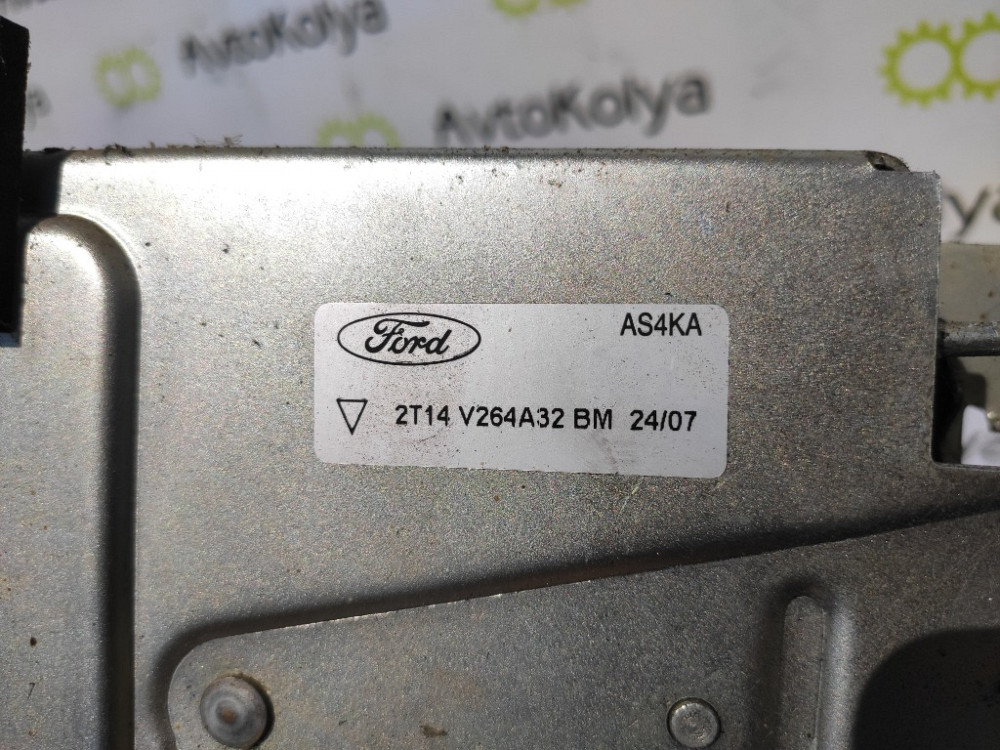 AvtoKolya
AvtoKolya
Ford
AS4KA
2T14 V264A32 BM 24/07